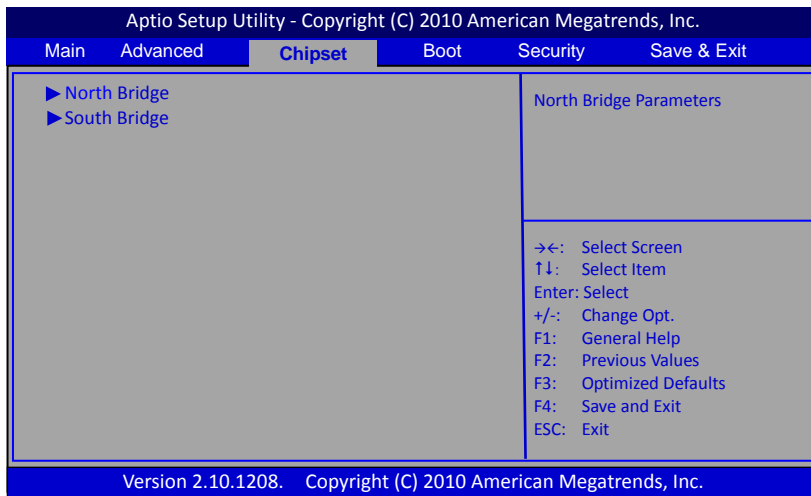 Aptio Setup Utility - Copyright (C) 2010 American Megatrends, Inc.
Main Advanced Chipset Boot Security Save & Exit
▶North Bridge
▶South Bridge
North Bridge Parameters
→←: Select Screen
↑↓: Select Item
Enter: Select
+/-: Change Opt.
F1: General Help
F2: Previous Values
F3: Optimized Defaults
F4: Save and Exit
ESC: Exit
Version 2.10.1208. Copyright (C) 2010 American Megatrends, Inc.